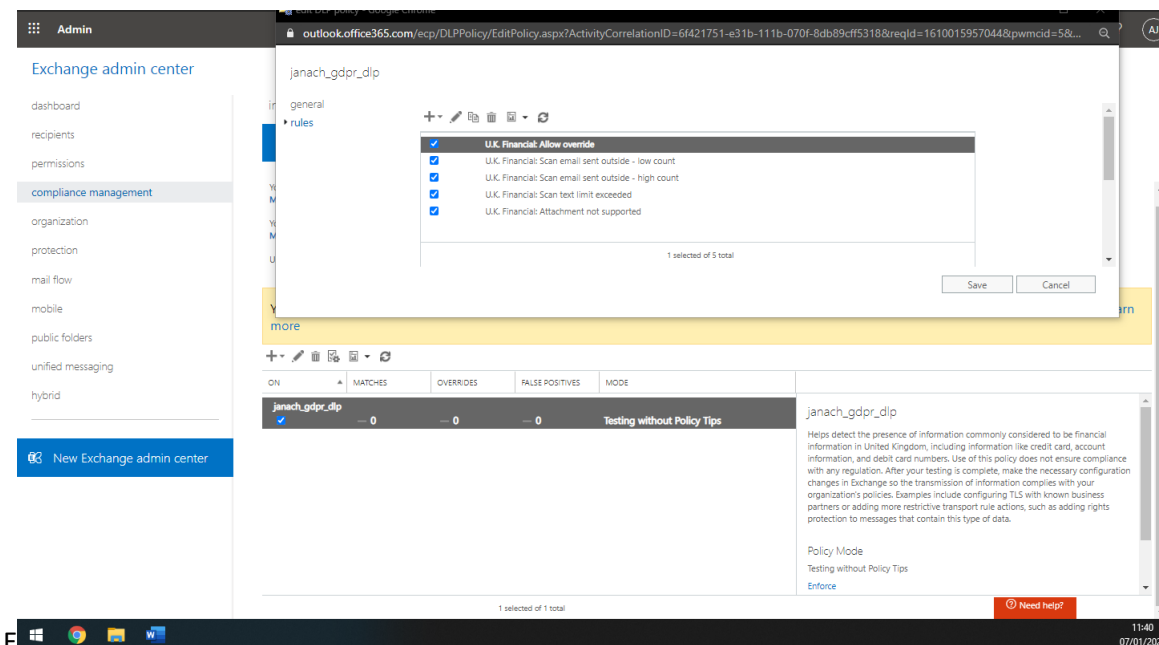 edit DLP policy - Google Chrome
Admin
outlook.office365.com/ecp/DLPPolicy/EditPolicy.aspx?ActivityCorrelationID=6f421751-e31b-111b-070f-8db89cff5318&reqId=1610015957044&pwmcid=5&...
AJ
Exchange admin center
dashboard
recipients
permissions
compliance management
organization
protection
mail flow
mobile
public folders
unified messaging
hybrid
New Exchange admin center
janach_gdpr_dlp
general
rules
U.K. Financial: Allow override
U.K. Financial: Scan email sent outside - low count
U.K. Financial: Scan email sent outside - high count
U.K. Financial: Scan text limit exceeded
U.K. Financial: Attachment not supported
1 selected of 5 total
Save Cancel
more
ON MATCHES OVERRIDES FALSE POSITIVES MODE
janach_gdpr_dlp
— 0 — 0 — 0 Testing without Policy Tips
janach_gdpr_dlp
Helps detect the presence of information commonly considered to be financial
information in United Kingdom, including information like credit card, account
information, and debit card numbers. Use of this policy does not ensure compliance
with any regulation. After your testing is complete, make the necessary configuration
changes in Exchange so the transmission of information complies with your
organization's policies. Examples include configuring TLS with known business
partners or adding more restrictive transport rule actions, such as adding rights
protection to messages that contain this type of data.
Policy Mode
Testing without Policy Tips
Enforce
1 selected of 1 total
Need help?
11:40